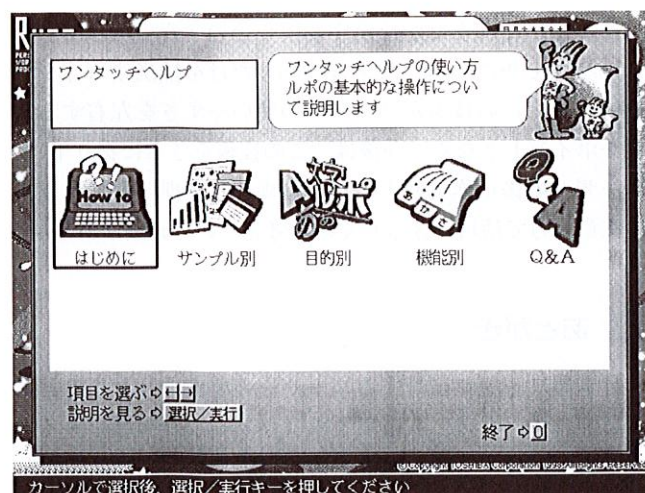 ワンタッチヘルプ
ワンタッチヘルプの使い方
ルポの基本的な操作につい
て説明します
How to
はじめに
サンプル別
目的別
機能別
Q&A
項目を選ぶ⇨←→
説明を見る⇨選択/実行
終了⇨0
カーソルで選択後、選択/実行キーを押してください